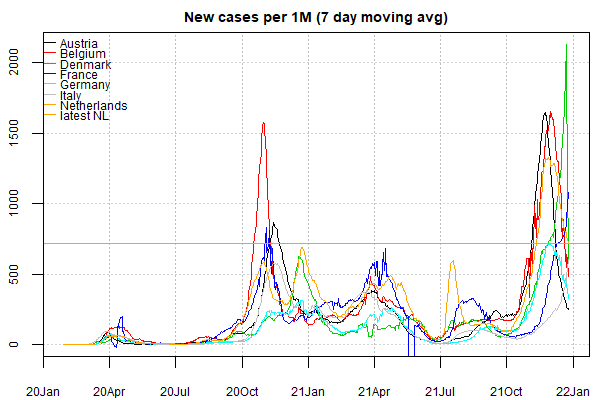 New cases per 1M (7 day moving avg)
Austria
Belgium
Denmark
France
Germany
Italy
Netherlands
latest NL
2000
1500
1000
500
0
20Jan 20Apr 20Jul 20Oct 21Jan 21Apr 21Jul 21Oct 22Jan